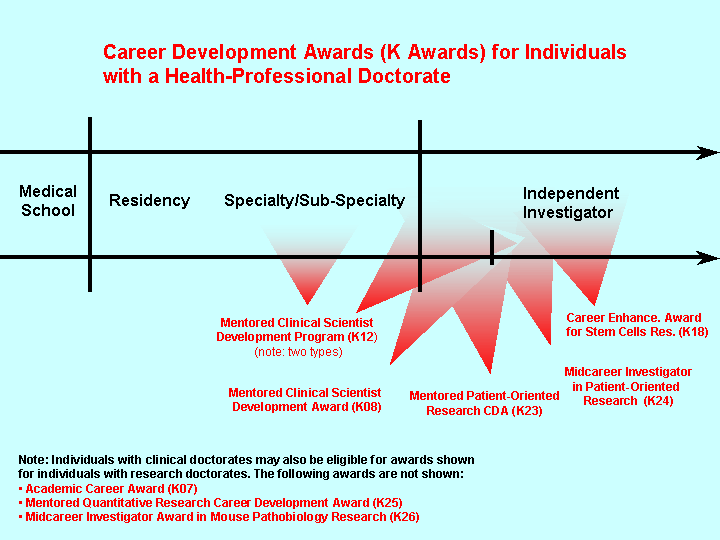 Career Development Awards (K Awards) for Individuals
with a Health-Professional Doctorate
Medical
School
Residency
Specialty/Sub-Specialty
Independent
Investigator
Mentored Clinical Scientist
Development Program (K12)
(note: two types)
Career Enhance. Award
for Stem Cells Res. (K18)
Mentored Clinical Scientist
Development Award (K08)
Mentored Patient-Oriented
Research CDA (K23)
Midcareer Investigator
in Patient-Oriented
Research (K24)
Note: Individuals with clinical doctorates may also be eligible for awards shown
for individuals with research doctorates. The following awards are not shown:
• Academic Career Award (K07)
• Mentored Quantitative Research Career Development Award (K25)
• Midcareer Investigator Award in Mouse Pathobiology Research (K26)